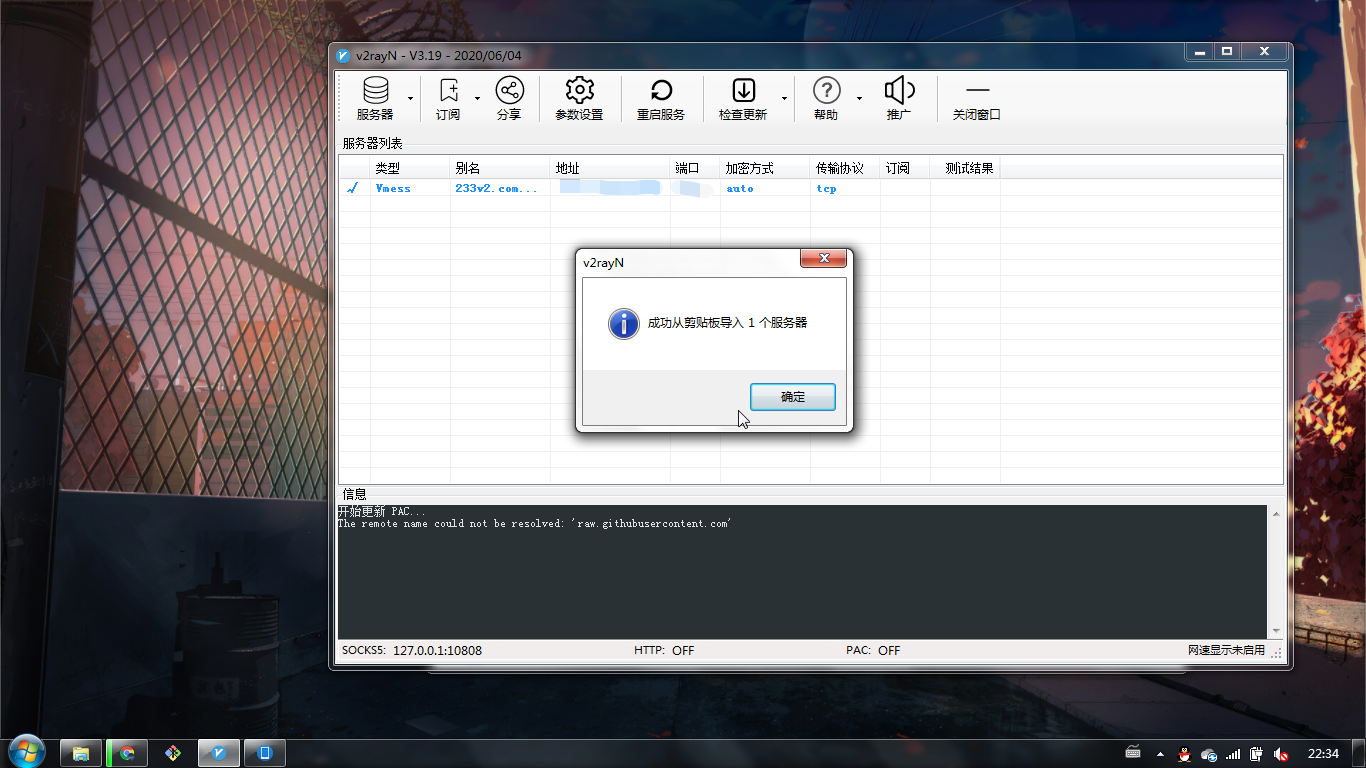 v2rayN - V3.19 - 2020/06/04
服务器 订阅 分享 参数设置 重启服务 检查更新 帮助 推广 关闭窗口
服务器列表
类型 别名 地址 端口 加密方式 传输协议 订阅 测试结果
Vmess 233v2.com... auto tcp
v2rayN
成功从剪贴板导入 1 个服务器
确定
信息
开始更新 PAC...
The remote name could not be resolved: 'raw.githubusercontent.com'
SOCKS5: 127.0.0.1:10808 HTTP: OFF PAC: OFF 网速显示未启用
22:34